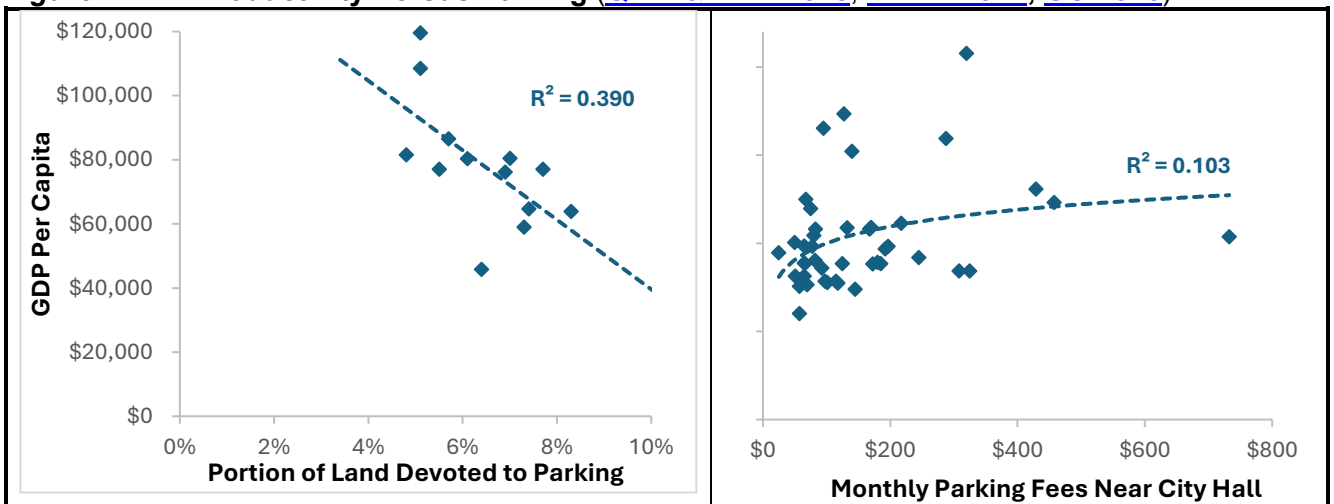 $120,000
$100,000
$80,000
$60,000
$40,000
$20,000
$0
GDP Per Capita
R² = 0.390
0% 2% 4% 6% 8% 10%
Portion of Land Devoted to Parking
R² = 0.103
$0 $200 $400 $600 $800
Monthly Parking Fees Near City Hall